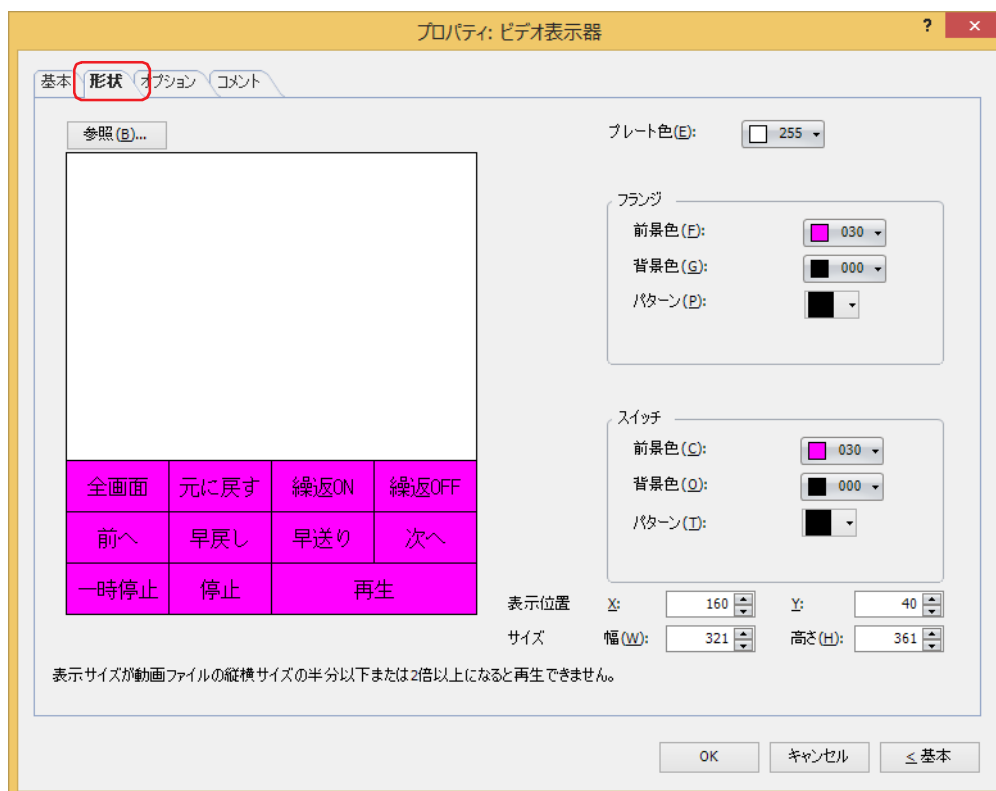 プロパティ: ビデオ表示器
?
×
基本 形状 オプション コメント
参照(B)...
プレート色(E): 255
フランジ
前景色(F): 030
背景色(G): 000
パターン(P):
スイッチ
前景色(C): 030
背景色(O): 000
パターン(T):
全画面 元に戻す 繰返ON 繰返OFF
前へ 早戻し 早送り 次へ
一時停止 停止 再生
表示位置 X: 160 Y: 40
サイズ 幅(W): 321 高さ(H): 361
表示サイズが動画ファイルの縦横サイズの半分以下または2倍以上になると再生できません。
OK キャンセル < 基本